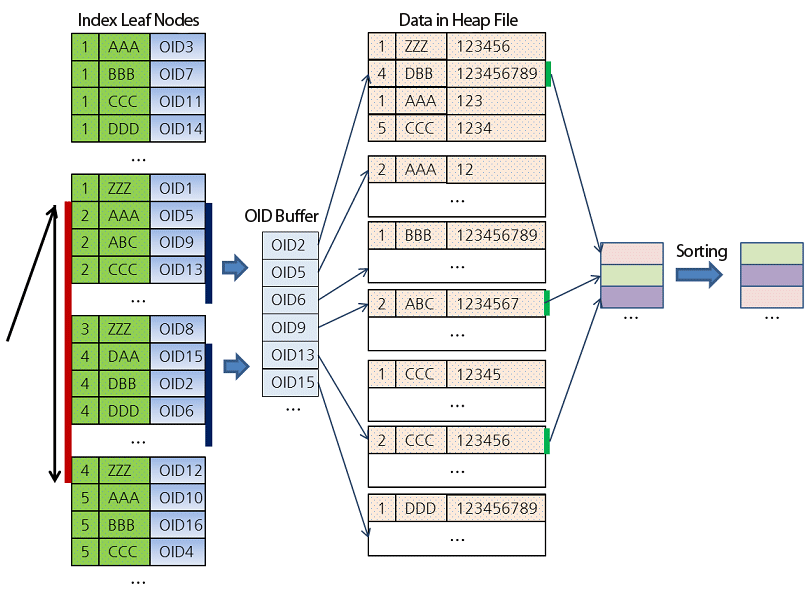 Index Leaf Nodes
1 AAA OID3
1 BBB OID7
1 CCC OID11
1 DDD OID14
...
1 ZZZ OID1
2 AAA OID5
2 ABC OID9
2 CCC OID13
...
3 ZZZ OID8
4 DAA OID15
4 DBB OID2
4 DDD OID6
...
4 ZZZ OID12
5 AAA OID10
5 BBB OID16
5 CCC OID4
...
OID Buffer
OID2
OID5
OID6
OID9
OID13
OID15
...
Data in Heap File
1 ZZZ 123456
4 DBB 123456789
1 AAA 123
5 CCC 1234
2 AAA 12
...
1 BBB 123456789
...
2 ABC 1234567
...
1 CCC 12345
...
2 CCC 123456
...
1 DDD 123456789
...
...
Sorting
...